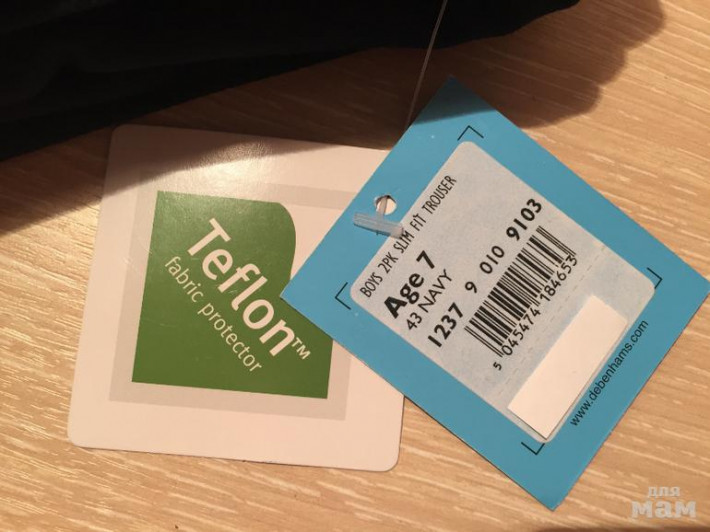 Teflon™
fabric protector
BOYS 2PK SLIM FIT TROUSER
Age 7
43 NAVY
1237 9 010 9103
5 045474 184653
www.debenhams.com
для
мам